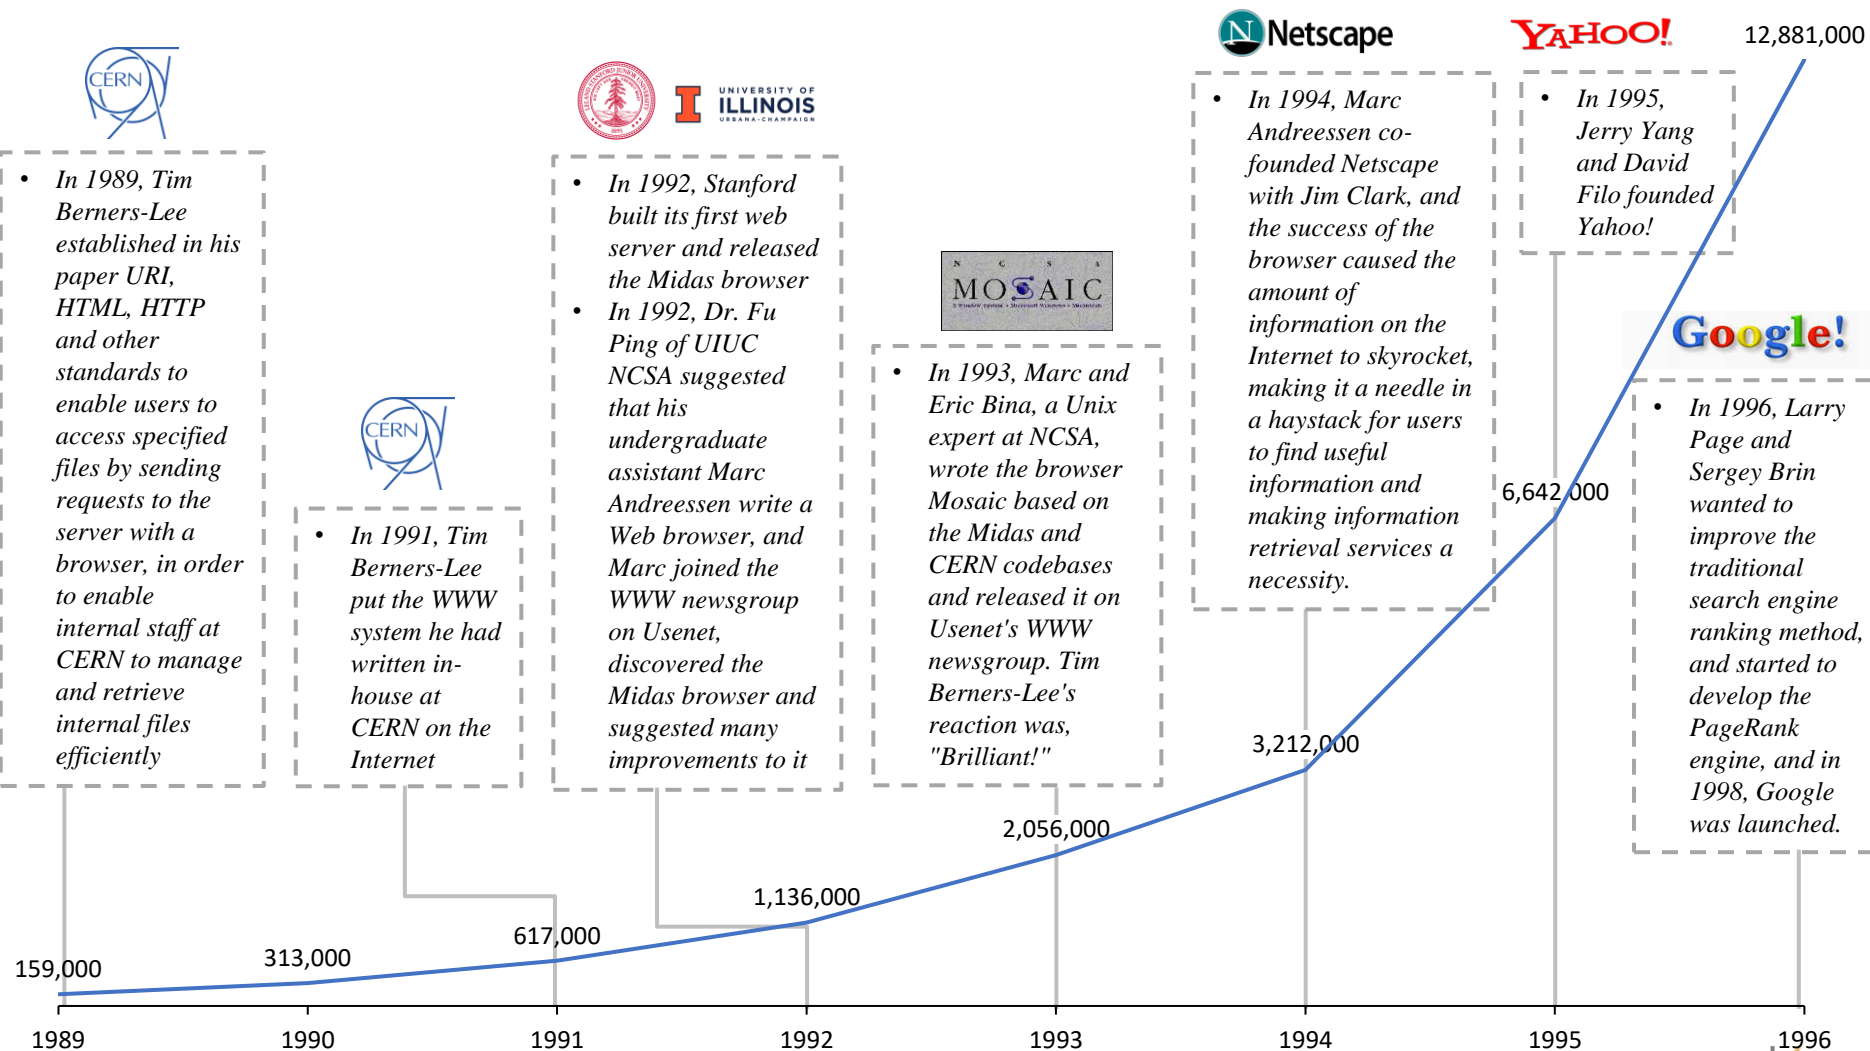 CERN
• In 1989, Tim
Berners-Lee
established in his
paper URI,
HTML, HTTP
and other
standards to
enable users to
access specified
files by sending
requests to the
server with a
browser, in order
to enable
internal staff at
CERN to manage
and retrieve
internal files
efficiently
CERN
• In 1991, Tim
Berners-Lee
put the WWW
system he had
written in-
house at
CERN on the
Internet
UNIVERSITY OF
ILLINOIS
URBANA-CHAMPAIGN
• In 1992, Stanford
built its first web
server and released
the Midas browser
• In 1992, Dr. Fu
Ping of UIUC
NCSA suggested
that his
undergraduate
assistant Marc
Andreessen write a
Web browser, and
Marc joined the
WWW newsgroup
on Usenet,
discovered the
Midas browser and
suggested many
improvements to it
N C S A
MOSAIC
• In 1993, Marc and
Eric Bina, a Unix
expert at NCSA,
wrote the browser
Mosaic based on
the Midas and
CERN codebases
and released it on
Usenet's WWW
newsgroup. Tim
Berners-Lee's
reaction was,
"Brilliant!"
N Netscape
• In 1994, Marc
Andreessen co-
founded Netscape
with Jim Clark, and
the success of the
browser caused the
amount of
information on the
Internet to skyrocket,
making it a needle in
a haystack for users
to find useful
information and
making information
retrieval services a
necessity.
YAHOO!
• In 1995,
Jerry Yang
and David
Filo founded
Yahoo!
Google!
• In 1996, Larry
Page and
Sergey Brin
wanted to
improve the
traditional
search engine
ranking method,
and started to
develop the
PageRank
engine, and in
1998, Google
was launched.
159,000
313,000
617,000
1,136,000
2,056,000
3,212,000
6,642,000
12,881,000
1989 1990 1991 1992 1993 1994 1995 1996